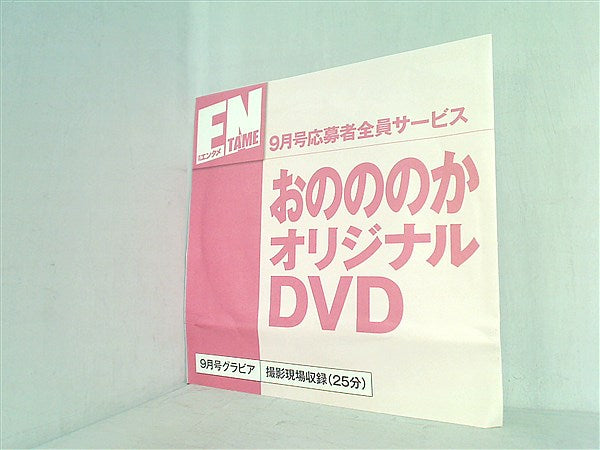 EN
TAME
月刊エンタメ
9月号応募者全員サービス
おのののか
オリジナル
DVD
9月号グラビア 撮影現場収録(25分)